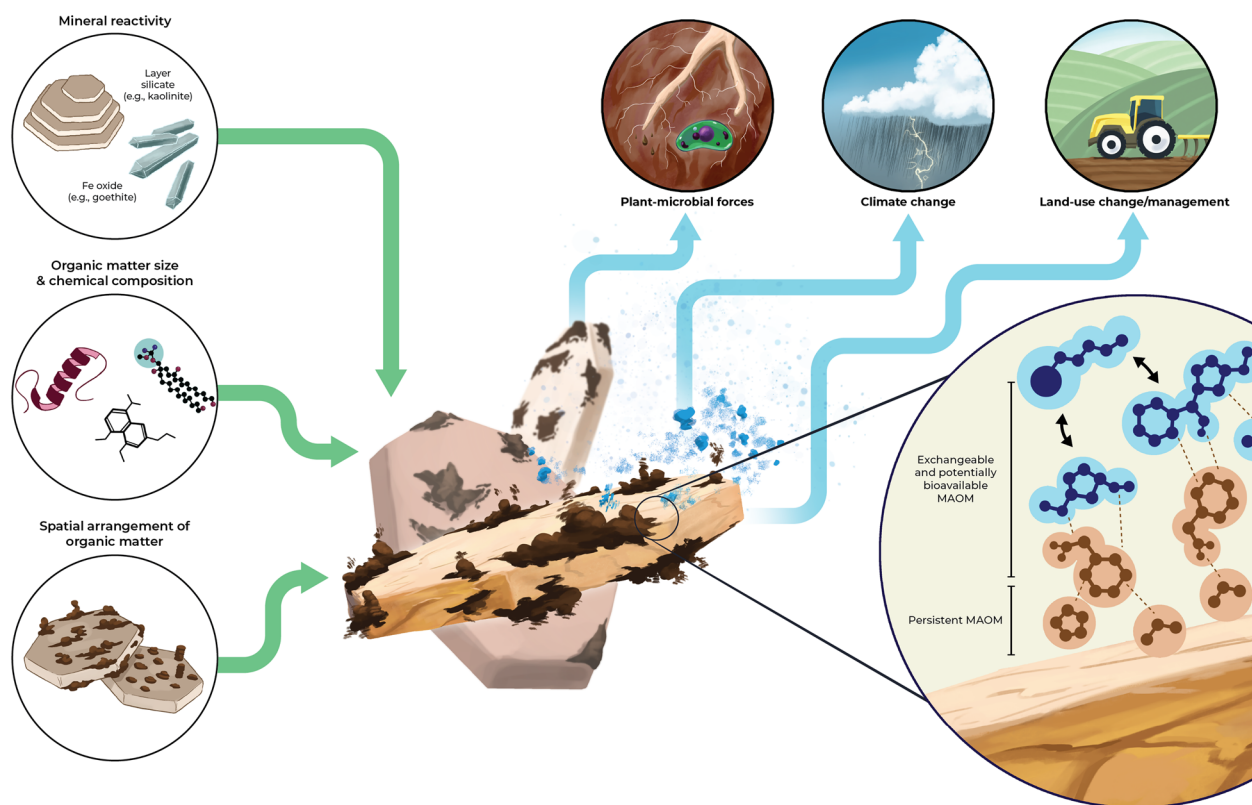 Mineral reactivity
Layer
silicate
(e.g., kaolinite)
Fe oxide
(e.g., goethite)
Organic matter size
& chemical composition
Spatial arrangement of
organic matter
Plant-microbial forces
Climate change
Land-use change/management
Exchangeable
and potentially
bioavailable
MAOM
Persistent MAOM